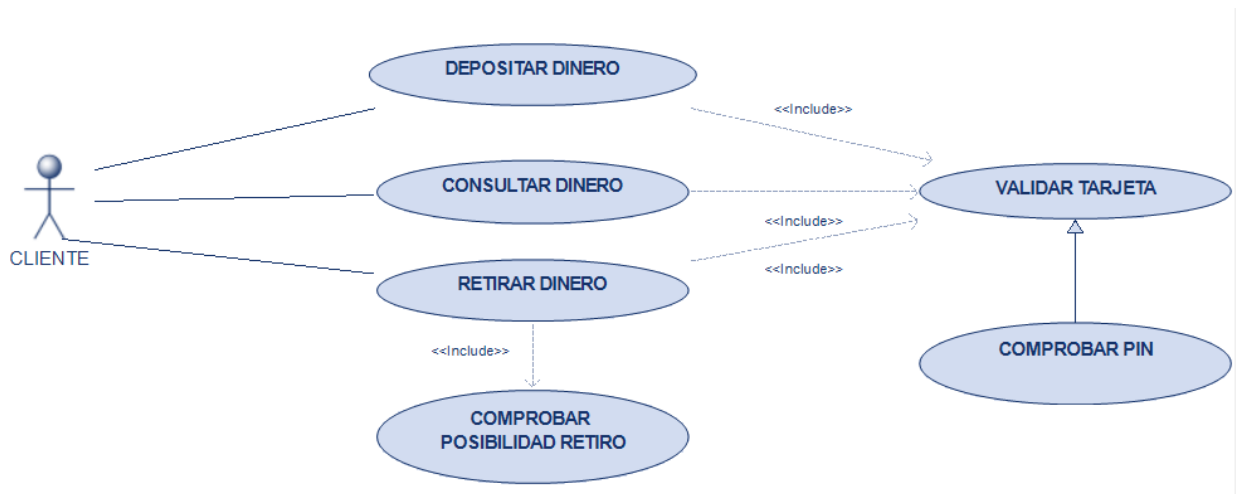 DEPOSITAR DINERO
<<Include>>
CONSULTAR DINERO
VALIDAR TARJETA
<<Include>>
CLIENTE
<<Include>>
RETIRAR DINERO
<<Include>>
COMPROBAR PIN
COMPROBAR
POSIBILIDAD RETIRO